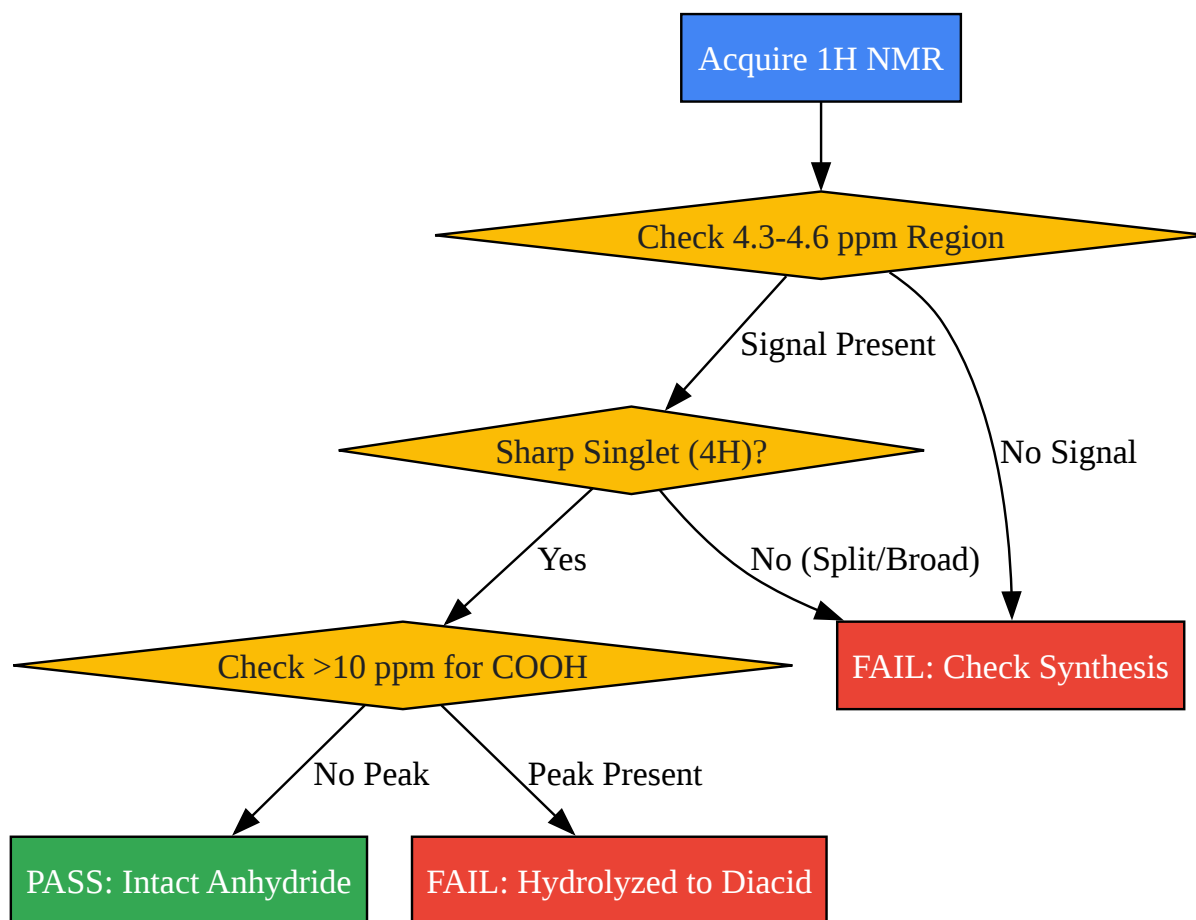 Acquire 1H NMR
Check 4.3-4.6 ppm Region
Signal Present
Sharp Singlet (4H)?
No Signal
Yes
No (Split/Broad)
Check >10 ppm for COOH
FAIL: Check Synthesis
No Peak
Peak Present
PASS: Intact Anhydride
FAIL: Hydrolyzed to Diacid